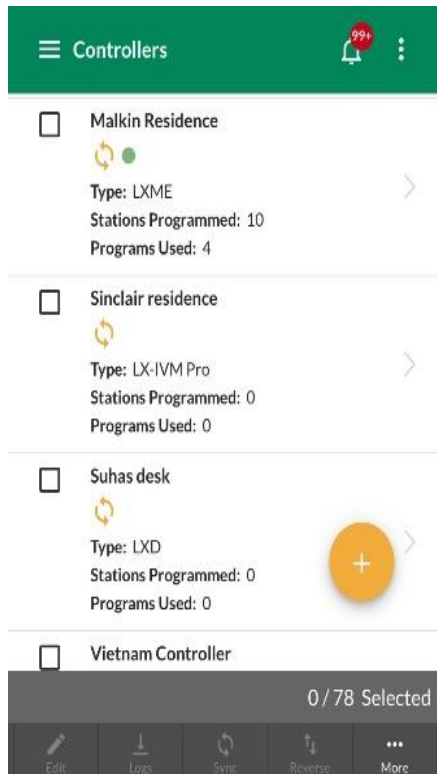 Controllers
99+
Malkin Residence
Type: LXME
Stations Programmed: 10
Programs Used: 4
Sinclair residence
Type: LX-IVM Pro
Stations Programmed: 0
Programs Used: 0
Suhas desk
Type: LXD
Stations Programmed: 0
Programs Used: 0
Vietnam Controller
0 / 78 Selected
Edit Logs Sync Reverse More